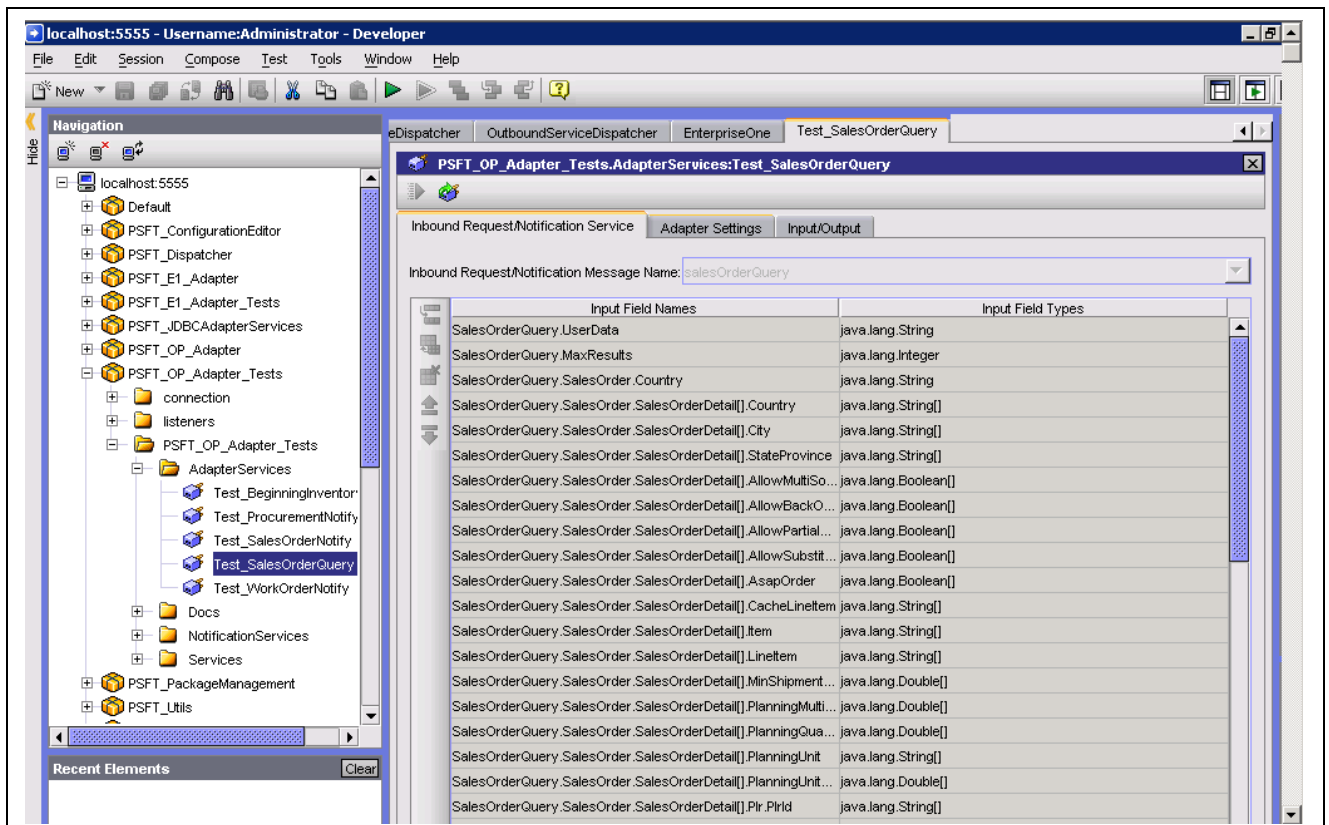 localhost:5555 - Username:Administrator - Developer
File Edit Session Compose Test Tools Window Help
New
Hide
Navigation
localhost:5555
Default
PSFT_ConfigurationEditor
PSFT_Dispatcher
PSFT_E1_Adapter
PSFT_E1_Adapter_Tests
PSFT_JDBCAdapterServices
PSFT_OP_Adapter
PSFT_OP_Adapter_Tests
connection
listeners
PSFT_OP_Adapter_Tests
AdapterServices
Test_BeginningInventor
Test_ProcurementNotify
Test_SalesOrderNotify
Test_SalesOrderQuery
Test_WorkOrderNotify
Docs
NotificationServices
Services
PSFT_PackageManagement
PSFT_Utils
Recent Elements Clear
eDispatcher OutboundServiceDispatcher EnterpriseOne Test_SalesOrderQuery
PSFT_OP_Adapter_Tests.AdapterServices:Test_SalesOrderQuery
Inbound Request/Notification Service Adapter Settings Input/Output
Inbound Request/Notification Message Name: salesOrderQuery
Input Field Names Input Field Types
SalesOrderQuery.UserData java.lang.String
SalesOrderQuery.MaxResults java.lang.Integer
SalesOrderQuery.SalesOrder.Country java.lang.String
SalesOrderQuery.SalesOrder.SalesOrderDetail[].Country java.lang.String[]
SalesOrderQuery.SalesOrder.SalesOrderDetail[].City java.lang.String[]
SalesOrderQuery.SalesOrder.SalesOrderDetail[].StateProvince java.lang.String[]
SalesOrderQuery.SalesOrder.SalesOrderDetail[].AllowMultiSo... java.lang.Boolean[]
SalesOrderQuery.SalesOrder.SalesOrderDetail[].AllowBackO... java.lang.Boolean[]
SalesOrderQuery.SalesOrder.SalesOrderDetail[].AllowPartial... java.lang.Boolean[]
SalesOrderQuery.SalesOrder.SalesOrderDetail[].AllowSubstit... java.lang.Boolean[]
SalesOrderQuery.SalesOrder.SalesOrderDetail[].AsapOrder java.lang.Boolean[]
SalesOrderQuery.SalesOrder.SalesOrderDetail[].CacheLineItem java.lang.String[]
SalesOrderQuery.SalesOrder.SalesOrderDetail[].Item java.lang.String[]
SalesOrderQuery.SalesOrder.SalesOrderDetail[].LineItem java.lang.String[]
SalesOrderQuery.SalesOrder.SalesOrderDetail[].MinShipment... java.lang.Double[]
SalesOrderQuery.SalesOrder.SalesOrderDetail[].PlanningMulti... java.lang.Double[]
SalesOrderQuery.SalesOrder.SalesOrderDetail[].PlanningQua... java.lang.Double[]
SalesOrderQuery.SalesOrder.SalesOrderDetail[].PlanningUnit java.lang.String[]
SalesOrderQuery.SalesOrder.SalesOrderDetail[].PlanningUnit... java.lang.Double[]
SalesOrderQuery.SalesOrder.SalesOrderDetail[].Plr.PlrId java.lang.String[]